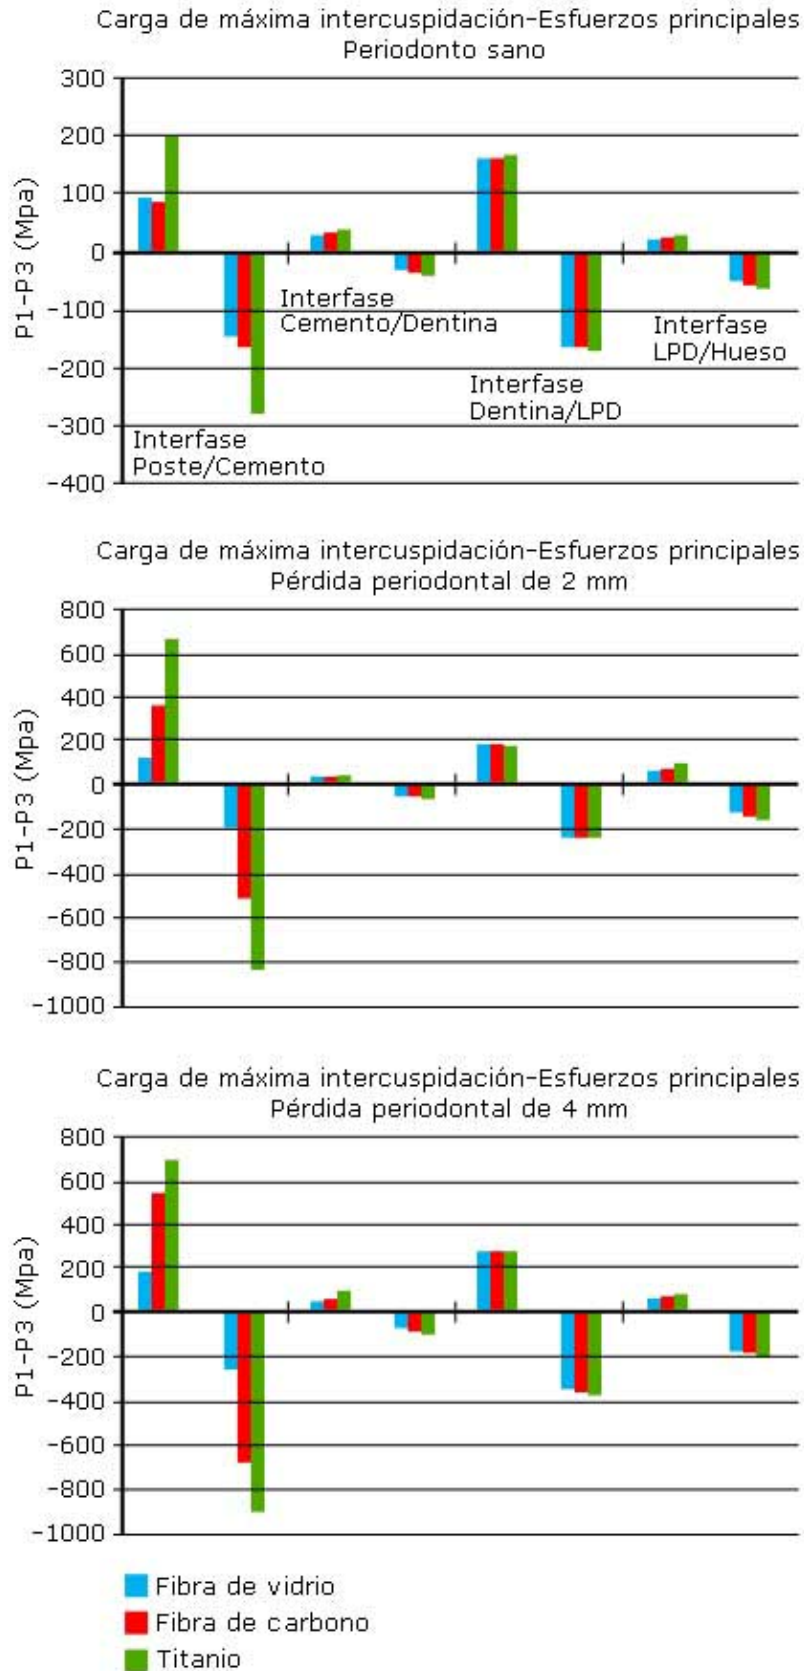 Carga de máxima intercuspidación-Esfuerzos principales
Periodonto sano
P1-P3 (Mpa)
300
200
100
0
-100
-200
-300
-400
Interfase
Poste/Cemento
Interfase
Cemento/Dentina
Interfase
Dentina/LPD
Interfase
LPD/Hueso
Carga de máxima intercuspidación-Esfuerzos principales
Pérdida periodontal de 2 mm
P1-P3 (Mpa)
800
600
400
200
0
-200
-400
-600
-800
-1000
Carga de máxima intercuspidación-Esfuerzos principales
Pérdida periodontal de 4 mm
P1-P3 (Mpa)
800
600
400
200
0
-200
-400
-600
-800
-1000
Fibra de vidrio
Fibra de carbono
Titanio